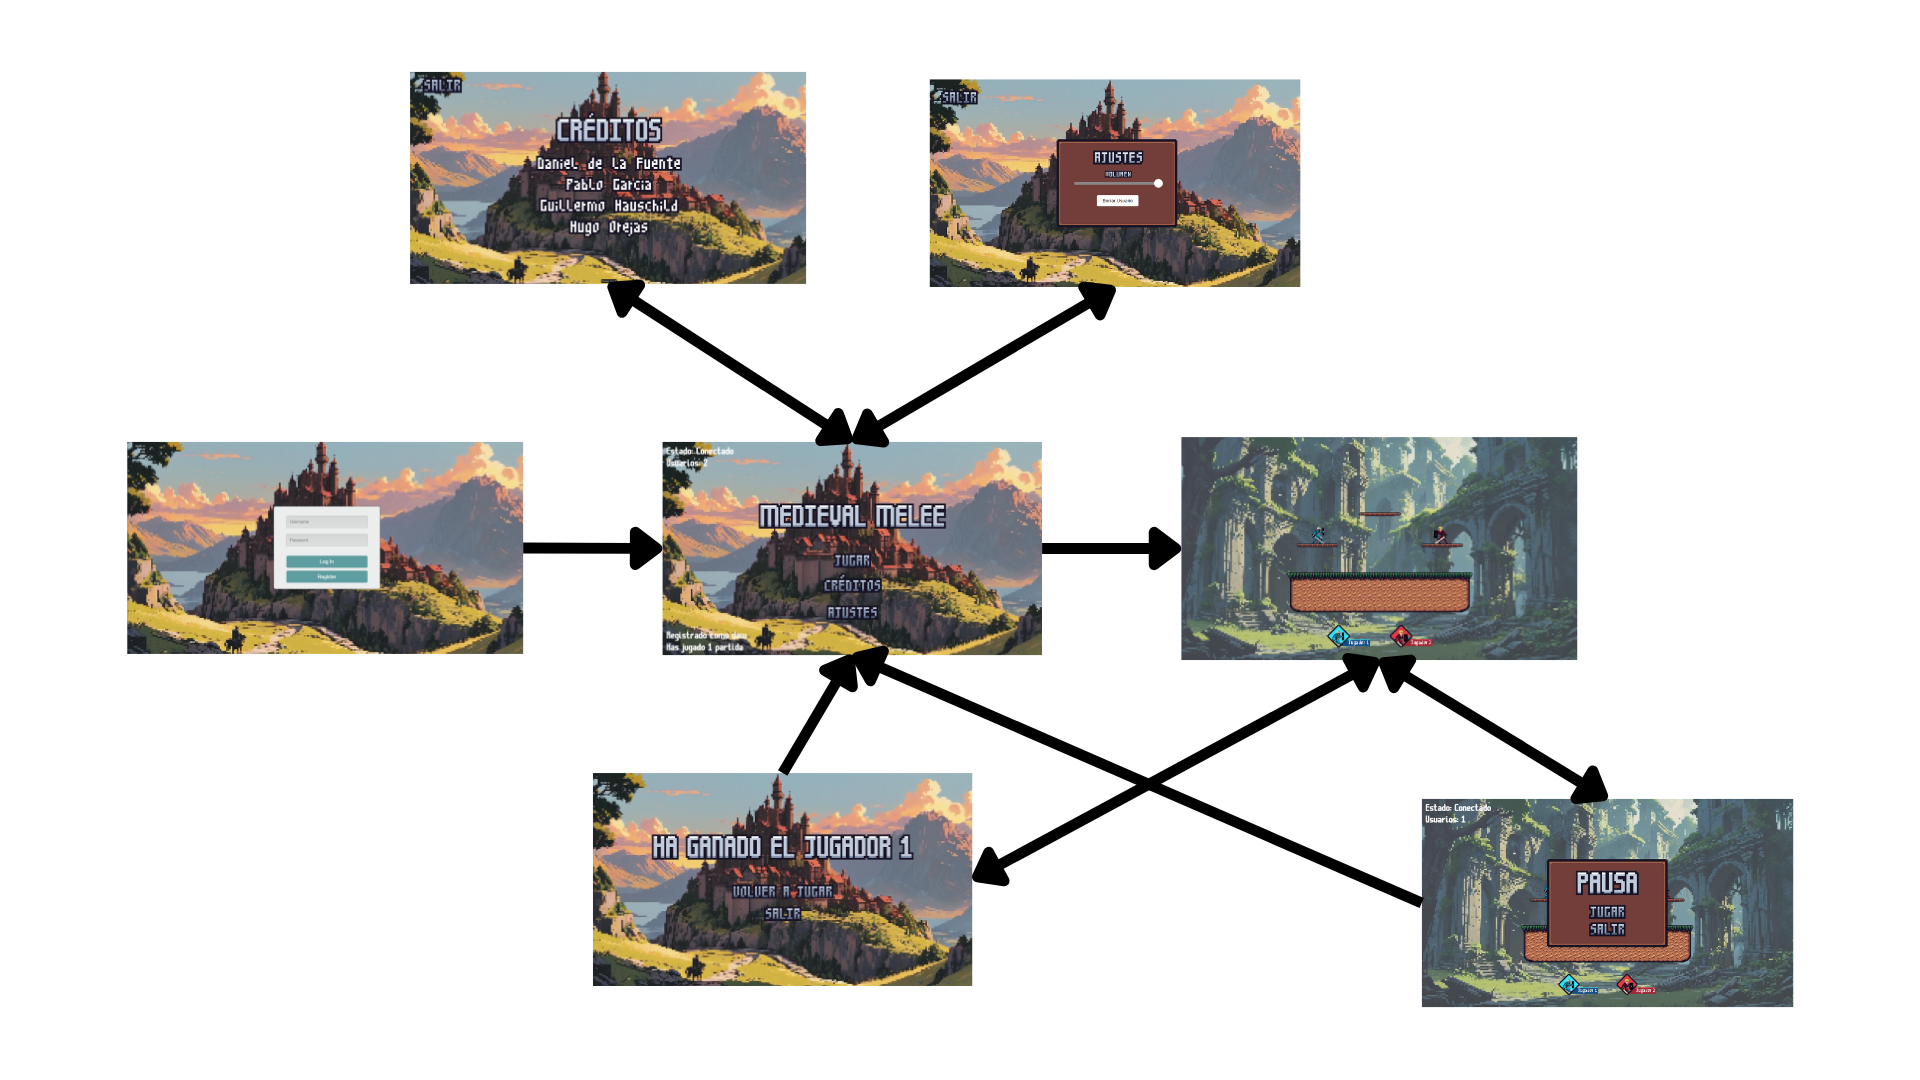 SALIR
CRÉDITOS
Daniel de la Fuente
Pablo García
Guillermo Hauschild
Hugo Orejas
SALIR
AJUSTES
VOLUMEN
Borrar Usuario
Username
Password
Log In
Register
Estado: Conectado
Usuarios: 2
MEDIEVAL MELEE
JUGAR
CRÉDITOS
AJUSTES
Registrado como
Has jugado 1 partida
Jugador 1
Jugador 2
HA GANADO EL JUGADOR 1
VOLVER A JUGAR
SALIR
Estado: Conectado
Usuarios: 1
PAUSA
JUGAR
SALIR
Jugador 1
Jugador 2